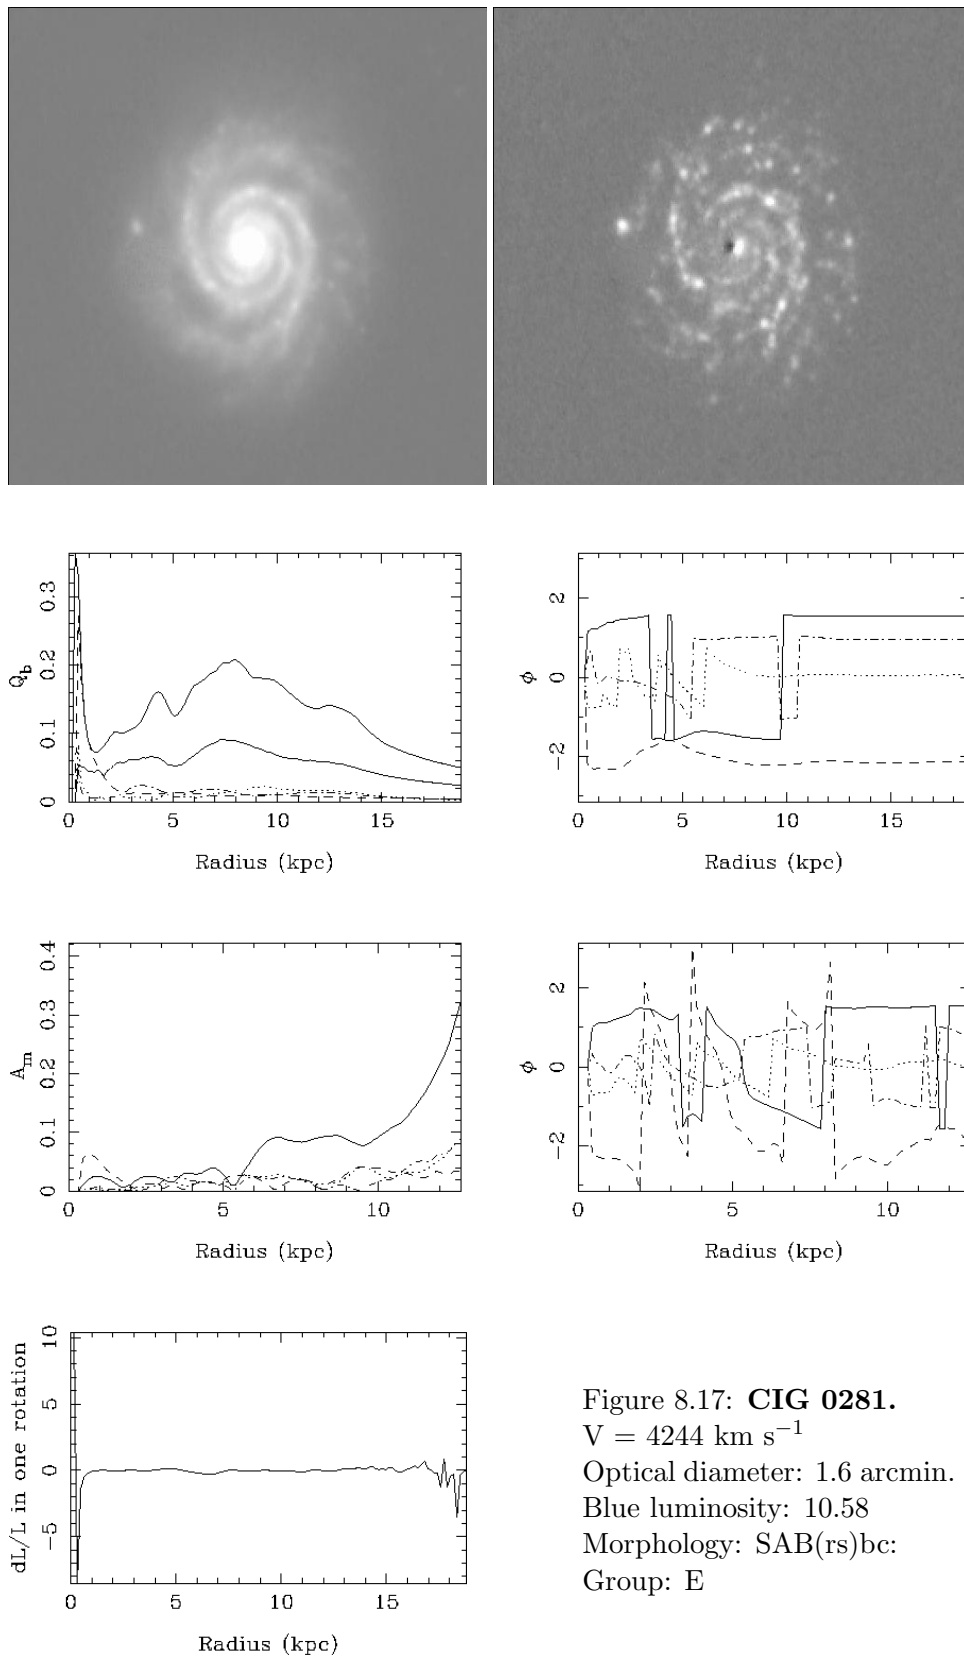 0.3
0.2
0.1
0
Q_b
0 5 10 15
Radius (kpc)
2
0
−2
ϕ
0 5 10
Radius (kpc)
0.4
0.3
0.2
0.1
0
A_m
0 5 10
Radius (kpc)
2
0
−2
ϕ
0 5 10
Radius (kpc)
10
5
0
−5
dL/L in one rotation
0 5 10 15
Radius (kpc)
Figure 8.17: CIG 0281.
V = 4244 km s⁻¹
Optical diameter: 1.6 arcmin.
Blue luminosity: 10.58
Morphology: SAB(rs)bc:
Group: E